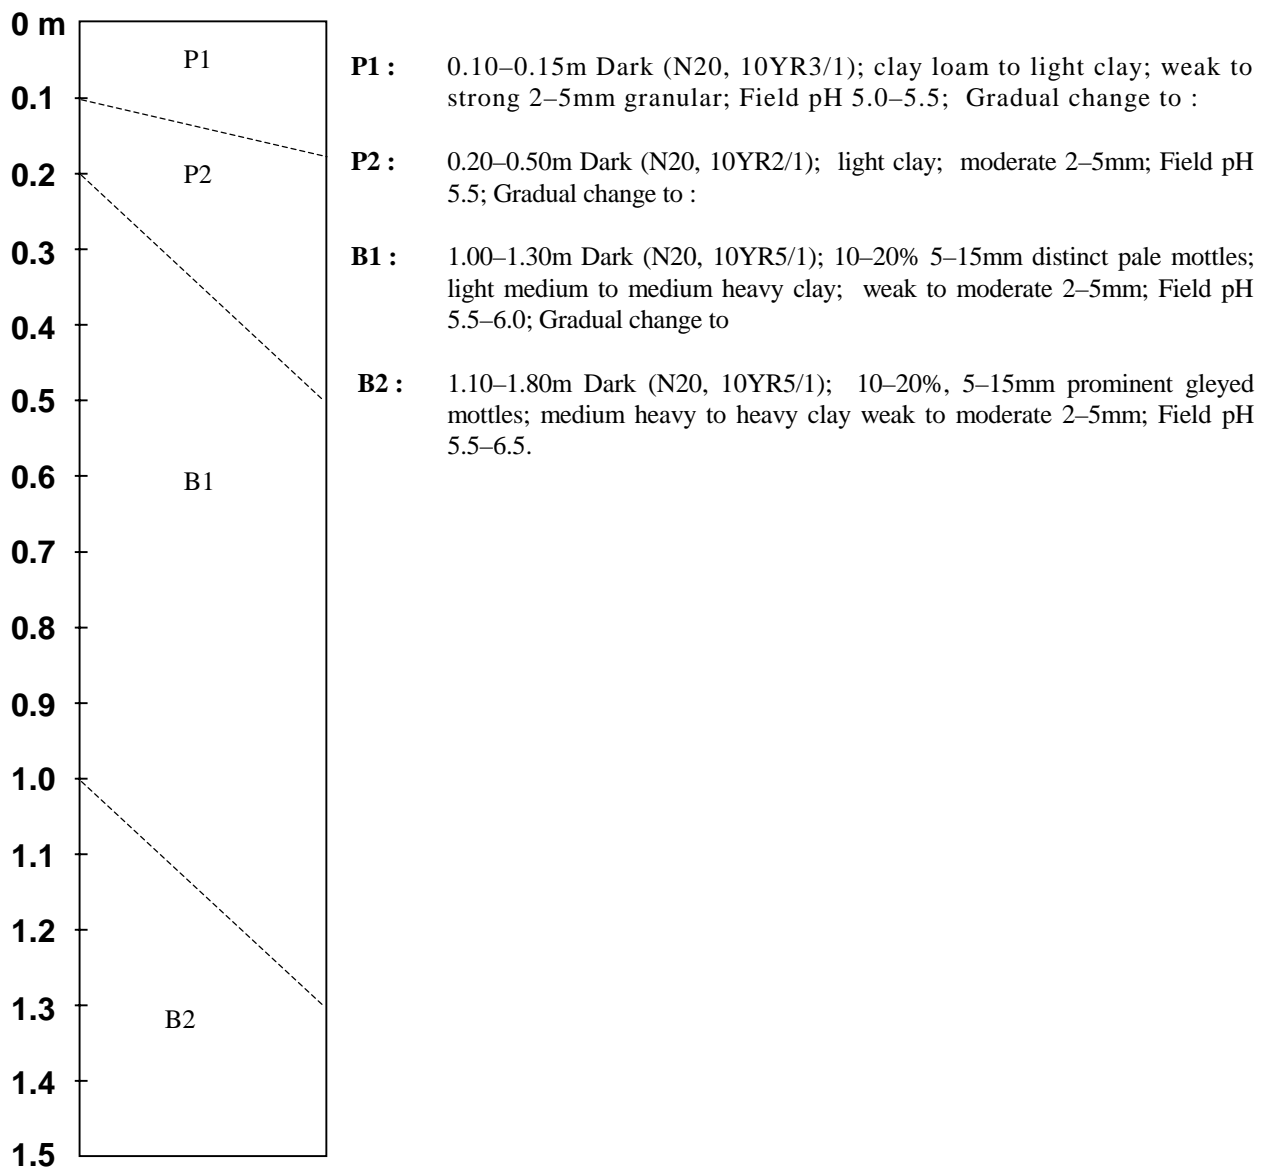 0 m
P1
0.1
0.2
P2
0.3
0.4
0.5
0.6
B1
0.7
0.8
0.9
1.0
1.1
1.2
1.3
B2
1.4
1.5
P1 : 0.10–0.15m Dark (N20, 10YR3/1); clay loam to light clay; weak to
strong 2–5mm granular; Field pH 5.0–5.5; Gradual change to :
P2 : 0.20–0.50m Dark (N20, 10YR2/1); light clay; moderate 2–5mm; Field pH
5.5; Gradual change to :
B1 : 1.00–1.30m Dark (N20, 10YR5/1); 10–20% 5–15mm distinct pale mottles;
light medium to medium heavy clay; weak to moderate 2–5mm; Field pH
5.5–6.0; Gradual change to
B2 : 1.10–1.80m Dark (N20, 10YR5/1); 10–20%, 5–15mm prominent gleyed
mottles; medium heavy to heavy clay weak to moderate 2–5mm; Field pH
5.5–6.5.